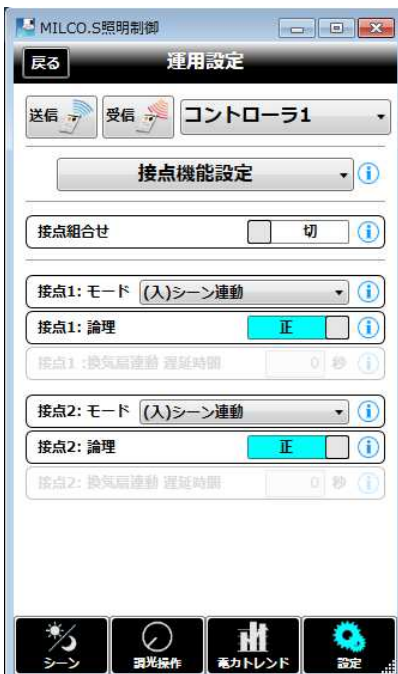 MILCO.S照明制御
戻る 運用設定
送信 受信 コントローラ1
接点機能設定
接点組合せ 切
接点1: モード (入)シーン連動
接点1: 論理 正
接点1 :換気扇連動 遅延時間 0 秒
接点2: モード (入)シーン連動
接点2: 論理 正
接点2: 換気扇連動 遅延時間 0 秒
シーン 調光操作 電力トレンド 設定